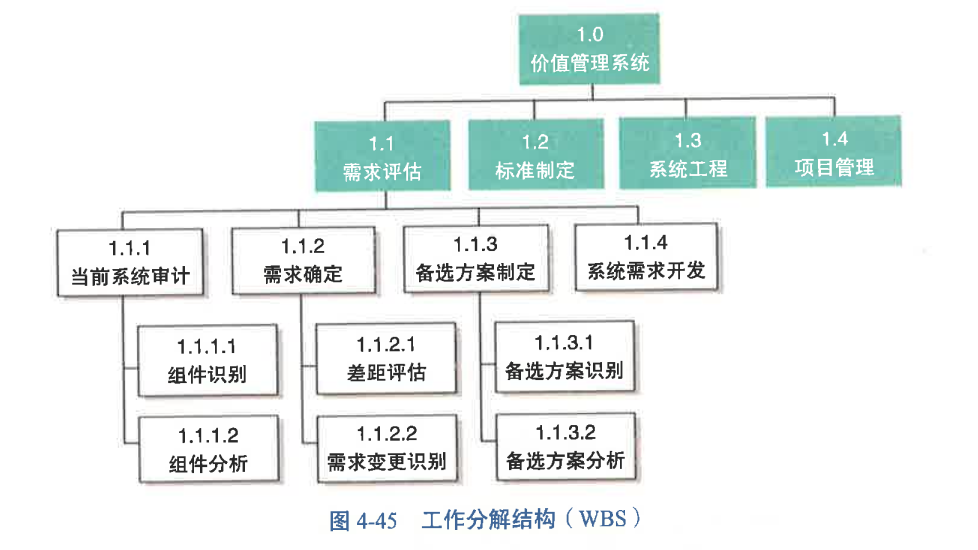 1.0
价值管理系统
1.1
需求评估
1.2
标准制定
1.3
系统工程
1.4
项目管理
1.1.1
当前系统审计
1.1.2
需求确定
1.1.3
备选方案制定
1.1.4
系统需求开发
1.1.1.1
组件识别
1.1.2.1
差距评估
1.1.3.1
备选方案识别
1.1.1.2
组件分析
1.1.2.2
需求变更识别
1.1.3.2
备选方案分析
图 4-45 工作分解结构（WBS）